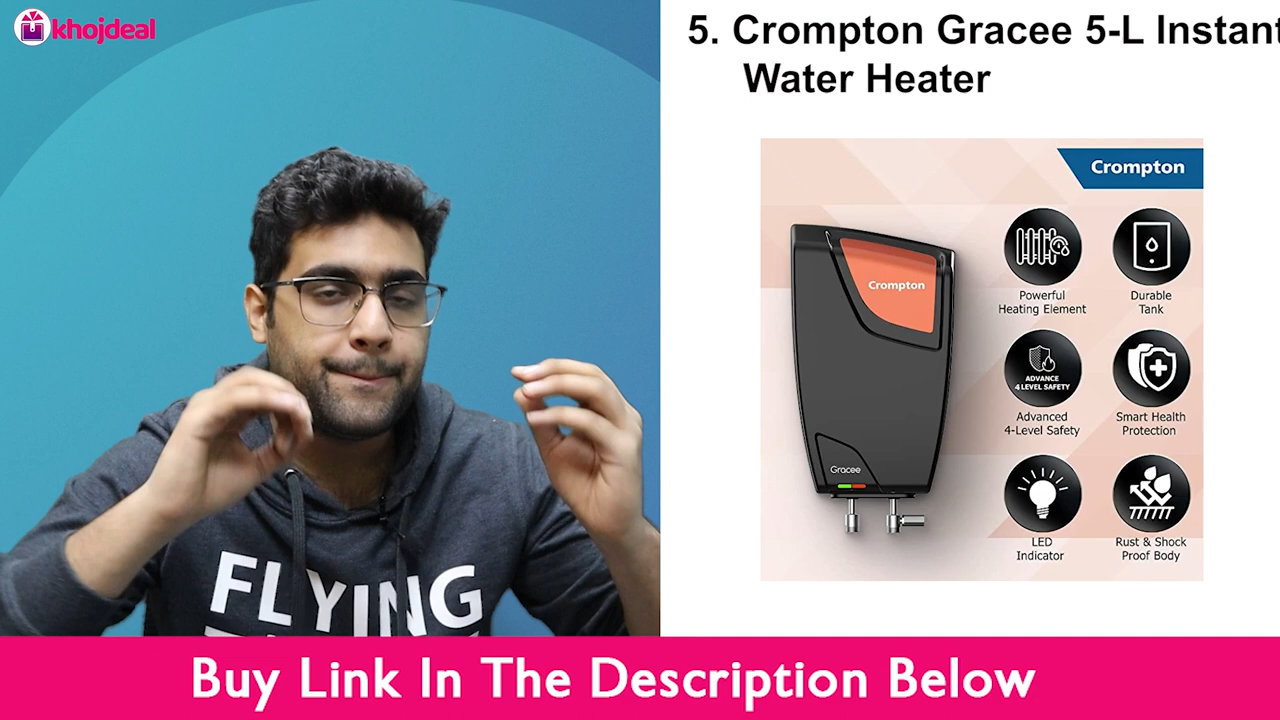 khojdeal
5. Crompton Gracee 5-L Instant
Water Heater
Crompton
Crompton
Powerful
Heating Element
Durable
Tank
ADVANCE
4 LEVEL SAFETY
Advanced
4-Level Safety
Smart Health
Protection
Gracee
LED
Indicator
Rust & Shock
Proof Body
FLYING
Buy Link In The Description Below